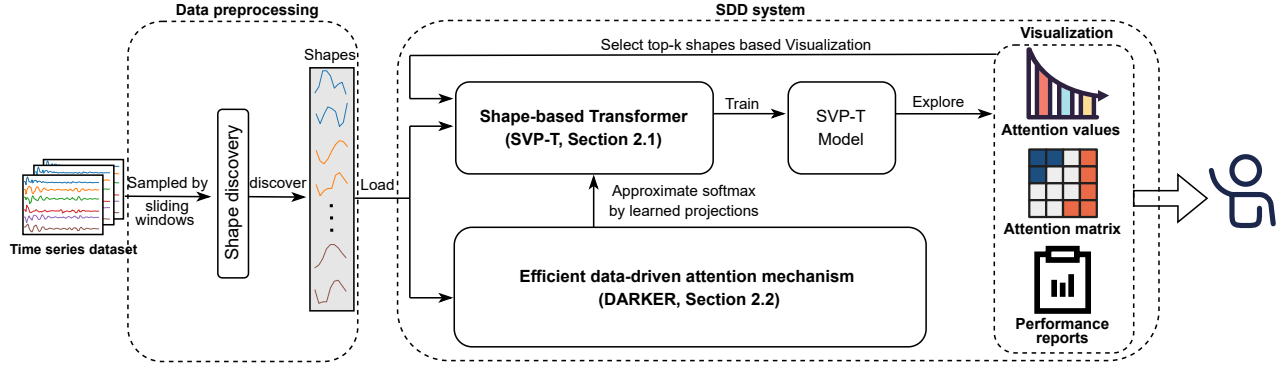 Data preprocessing
SDD system
Shapes
Select top-k shapes based Visualization
Visualization
Shape-based Transformer
(SVP-T, Section 2.1)
Train
SVP-T
Model
Explore
Attention values
Time series dataset
Sampled by
sliding
windows
Shape discovery
discover
Load
Approximate softmax
by learned projections
Attention matrix
Efficient data-driven attention mechanism
(DARKER, Section 2.2)
Performance
reports